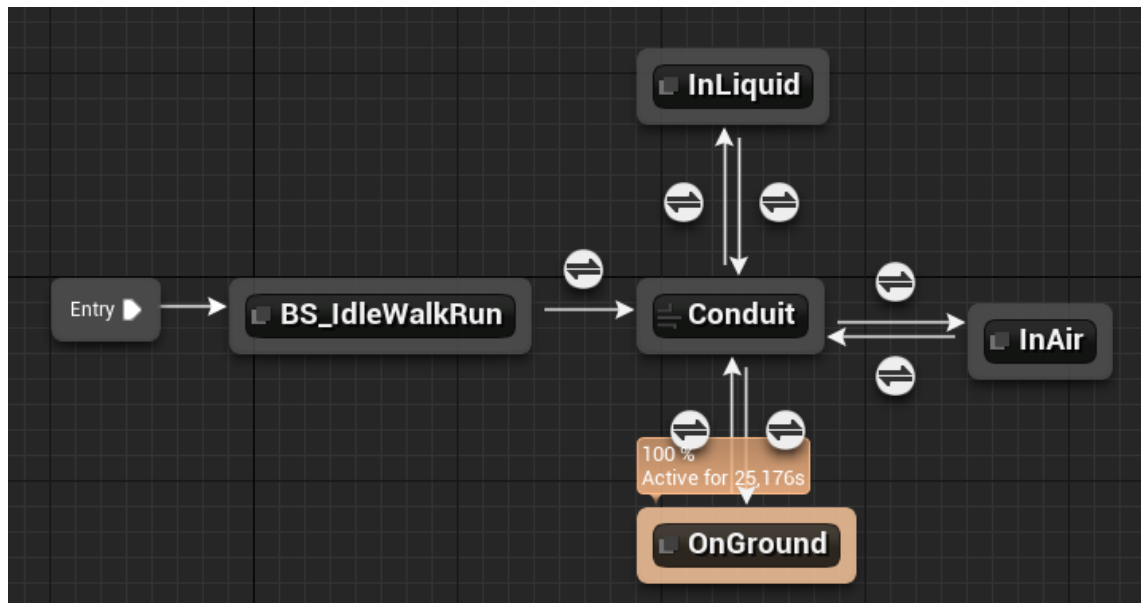 InLiquid
Entry
BS_IdleWalkRun
Conduit
InAir
100 %
Active for 25,176s
OnGround